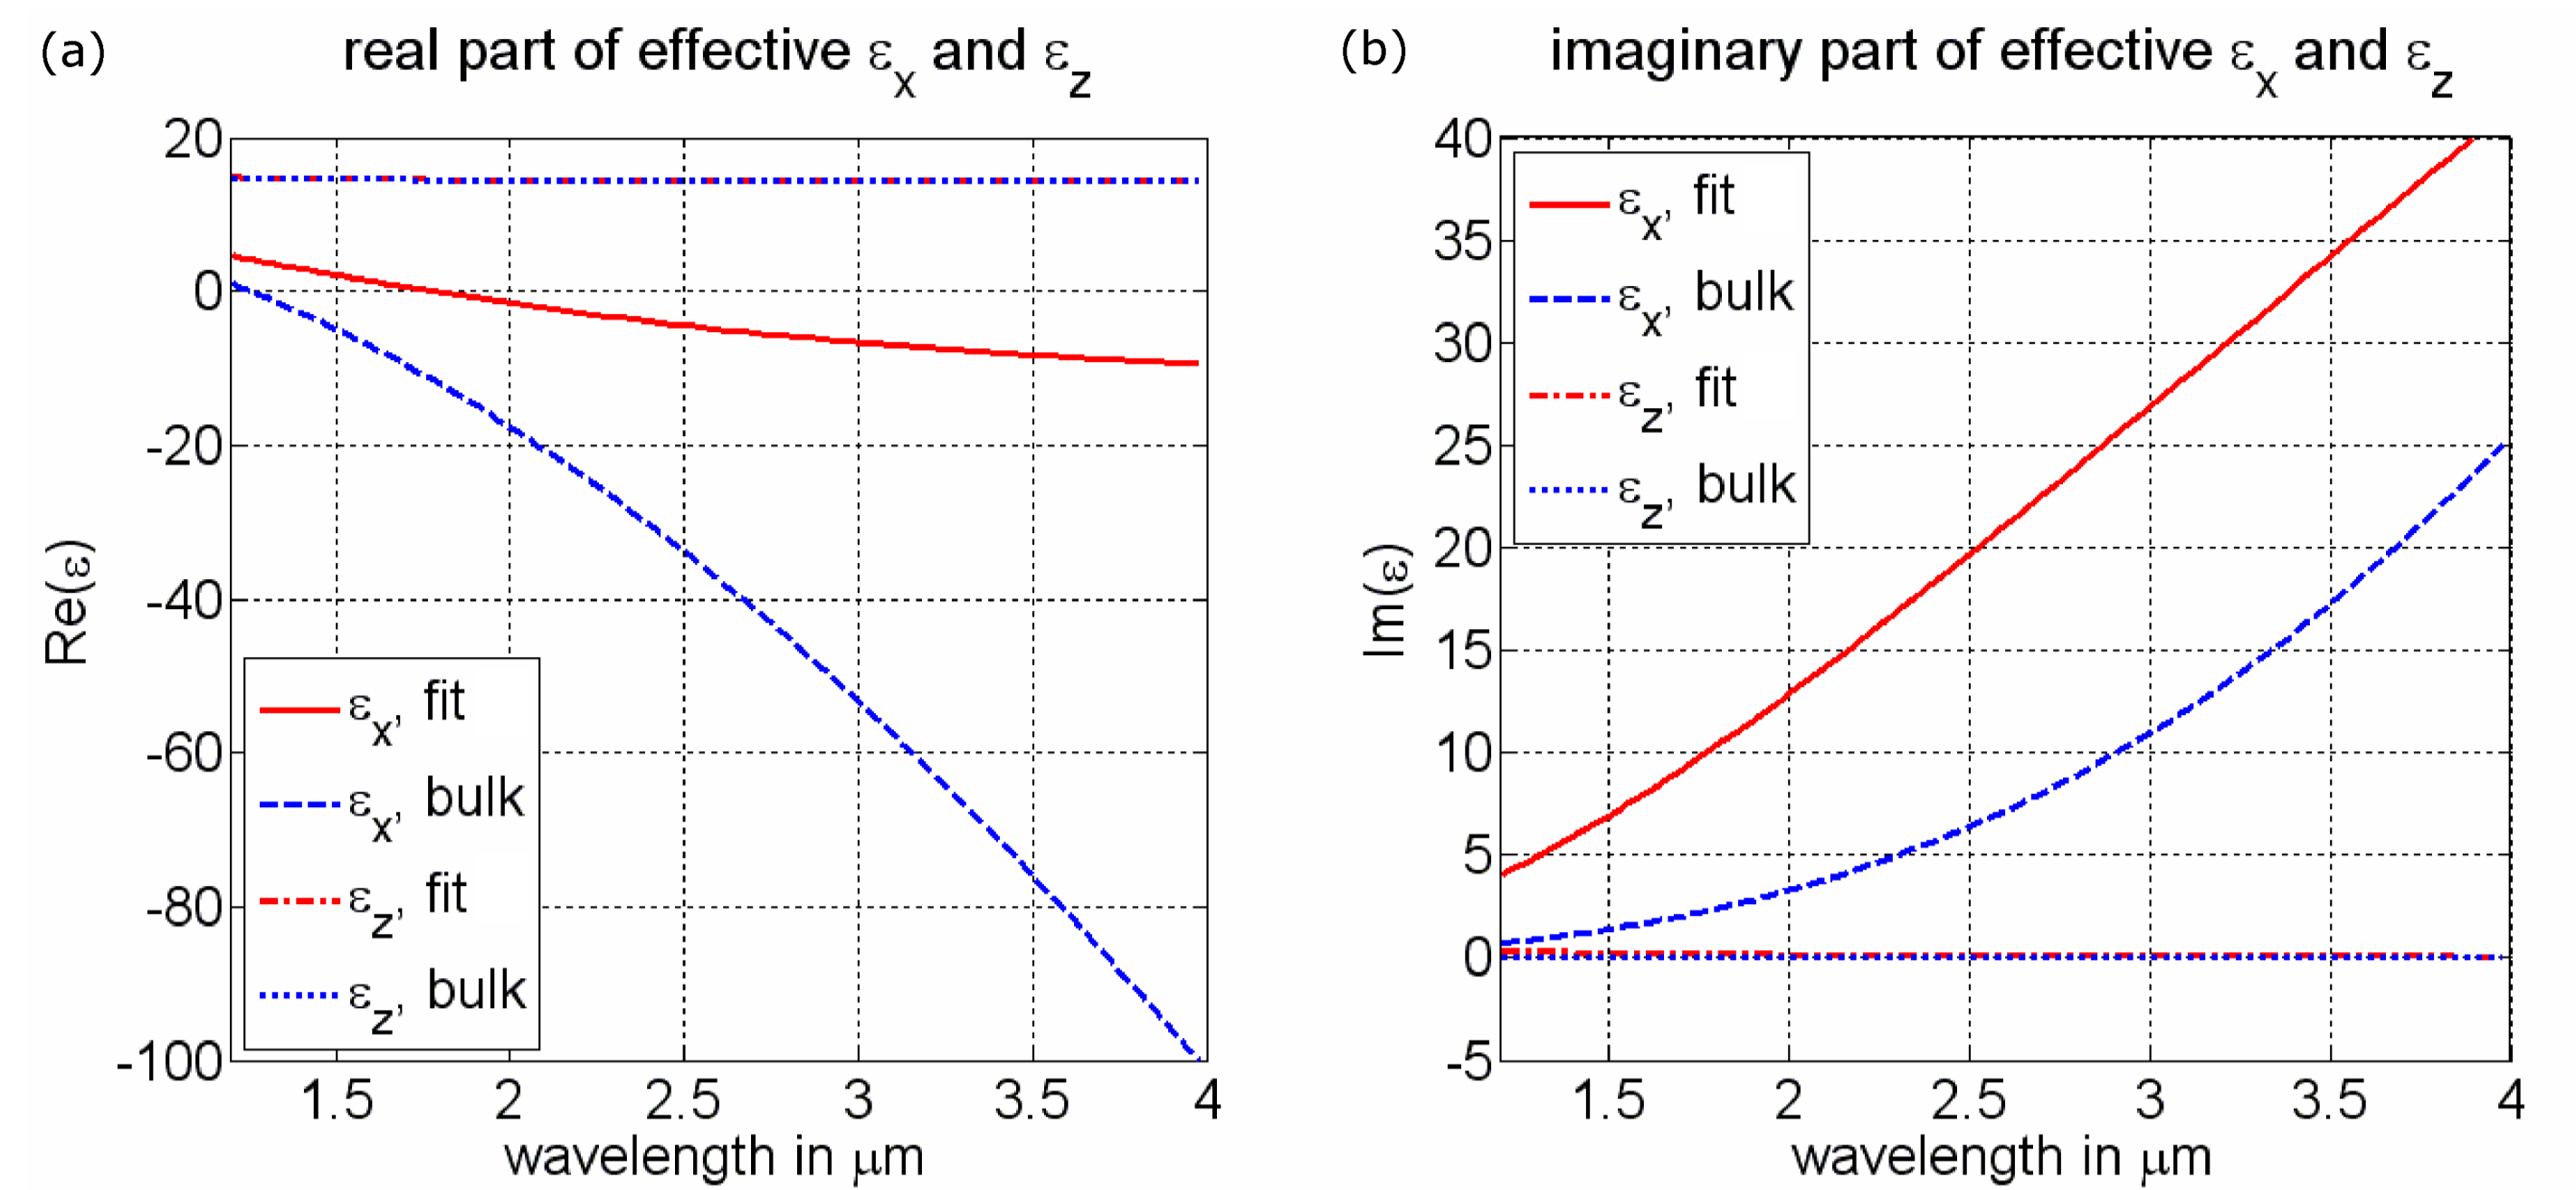 (a) real part of effective εx and εz
20
0
-20
-40
-60
-80
-100
Re(ε)
εx, fit
εx, bulk
εz, fit
εz, bulk
1.5 2 2.5 3 3.5 4
wavelength in μm
(b) imaginary part of effective εx and εz
40
35
30
25
20
15
10
5
0
-5
Im(ε)
εx, fit
εx, bulk
εz, fit
εz, bulk
1.5 2 2.5 3 3.5 4
wavelength in μm